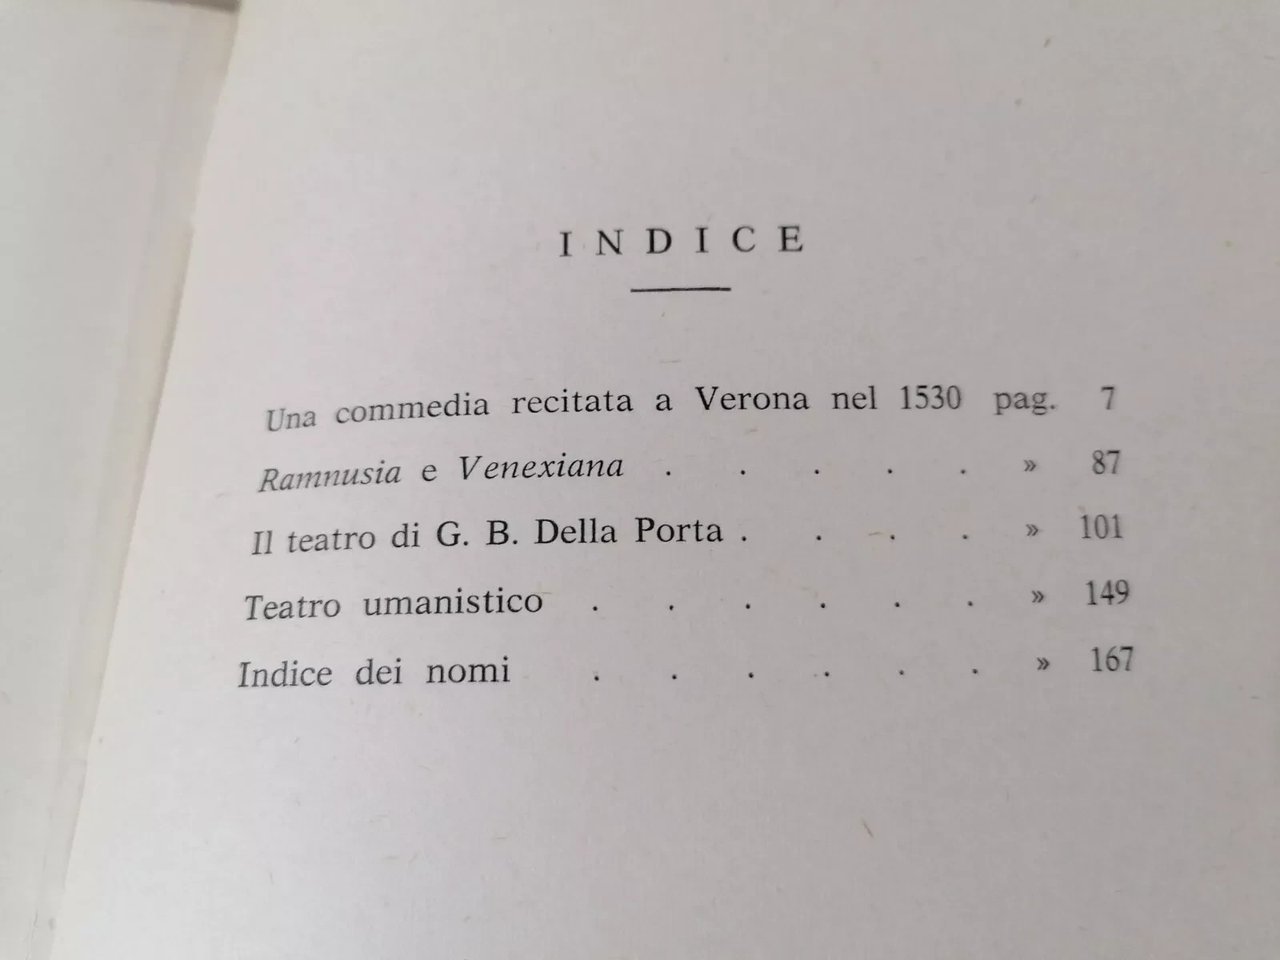 INDICE
Una commedia recitata a Verona nel 1530 pag. 7
Ramnusia e Venexiana . . . . . » 87
Il teatro di G. B. Della Porta . . . . » 101
Teatro umanistico . . . . . . » 149
Indice dei nomi . . . . . . » 167